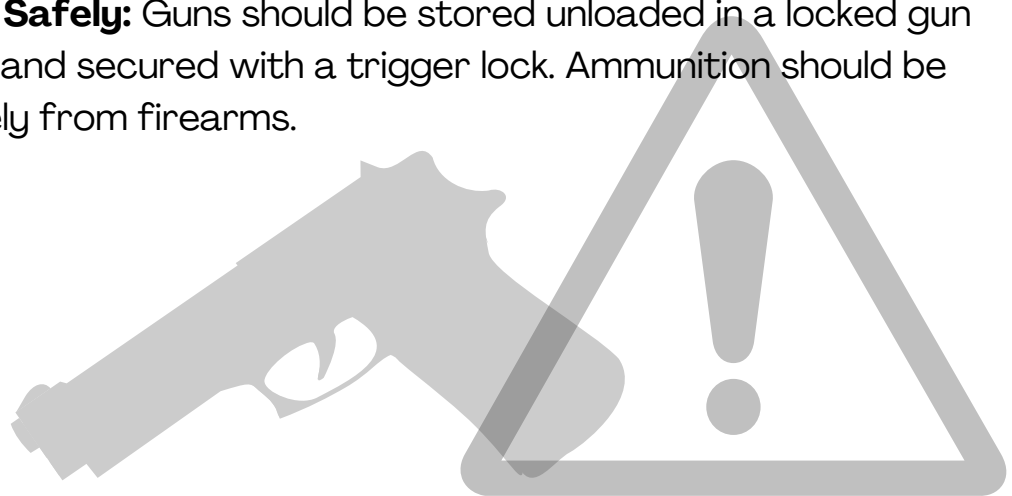 Safely: Guns should be stored unloaded in a locked gun
and secured with a trigger lock. Ammunition should be
ely from firearms.